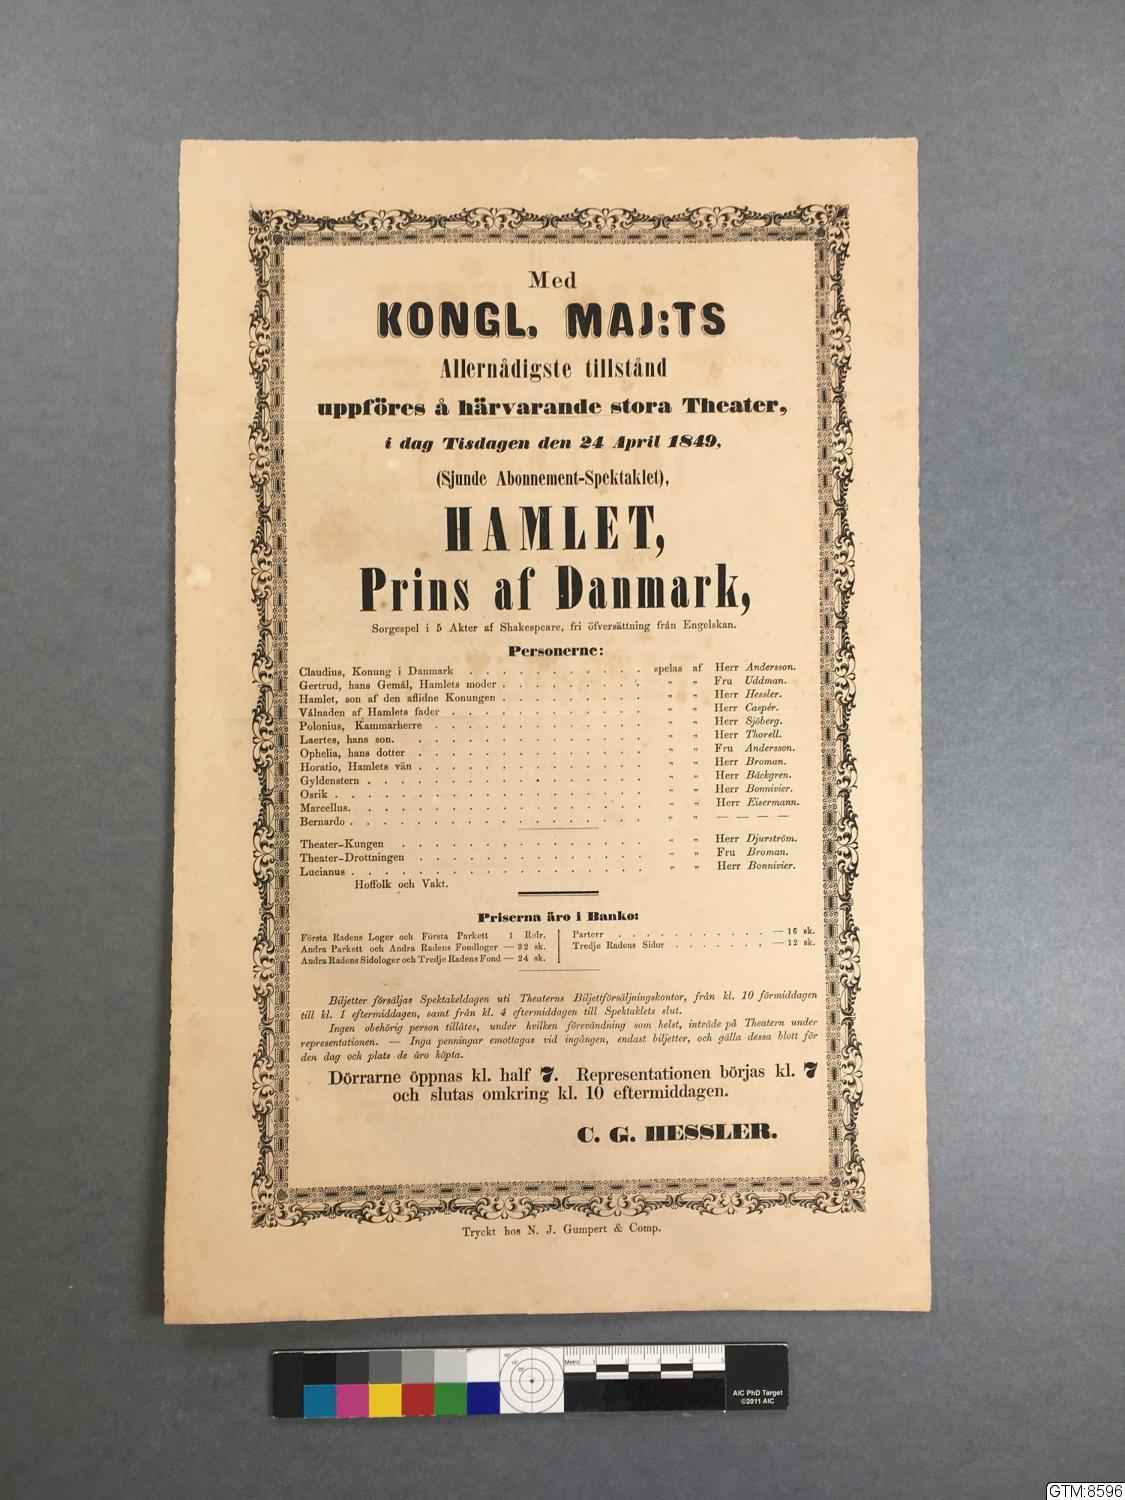 Med
KONGL. MAJ:TS
Allernådigste tillstånd
uppföres å härvarande stora Theater,
i dag Tisdagen den 24 April 1849,
(Sjunde Abonnement-Spektaklet),
HAMLET,
Prins af Danmark,
Sorgespel i 5 Akter af Shakespeare, fri öfversättning från Engelskan.
Personerne:
Claudius, Konung i Danmark . . . . . . . . . . . spelas af Herr Andersson.
Gertrud, hans Gemål, Hamlets moder . . . . . . . . . „ „ Fru Uddman.
Hamlet, son af den aflidne Konungen . . . . . . . . . „ „ Herr Hessler.
Vålnaden af Hamlets fader . . . . . . . . . . . . „ „ Herr Caspér.
Polonius, Kammarherre . . . . . . . . . . . . . „ „ Herr Sjöberg.
Laertes, hans son. . . . . . . . . . . . . . . „ „ Herr Thorell.
Ophelia, hans dotter . . . . . . . . . . . . . . „ „ Fru Andersson.
Horatio, Hamlets vän . . . . . . . . . . . . . . „ „ Herr Broman.
Gyldenstern . . . . . . . . . . . . . . . . . „ „ Herr Bäckgren.
Osrik . . . . . . . . . . . . . . . . . . . „ „ Herr Bonnivier.
Marcellus. . . . . . . . . . . . . . . . . . „ „ Herr Eisermann.
Bernardo . . . . . . . . . . . . . . . . . . „ „ — — — —
Theater-Kungen . . . . . . . . . . . . . . . „ „ Herr Djurström.
Theater-Drottningen . . . . . . . . . . . . . . „ „ Fru Broman.
Lucianus . . . . . . . . . . . . . . . . . . „ „ Herr Bonnivier.
Hoffolk och Vakt.
Priserna äro i Banko:
Första Radens Loger och Första Parkett 1 R:dr.
Andra Parkett och Andra Radens Fondloger — 32 sk.
Andra Radens Sidologer och Tredje Radens Fond — 24 sk.
Parterr . . . . . . . . . . . — 16 sk.
Tredje Radens Sidor . . . . . . — 12 sk.
Biljetter försäljas Spektakeldagen uti Theaterns Biljettförsäljningskontor, från kl. 10 förmiddagen
till kl. 1 eftermiddagen, samt från kl. 4 eftermiddagen till Spektaklets slut.
Ingen obehörig person tillåtes, under hvilken förevändning som helst, inträde på Theatern under
representationen. — Inga penningar emottagas vid ingången, endast biljetter, och gälla dessa blott för
den dag och plats de äro köpta.
Dörrarne öppnas kl. half 7. Representationen börjas kl. 7
och slutas omkring kl. 10 eftermiddagen.
C. G. HESSLER.
Tryckt hos N. J. Gumpert & Comp.
Metric 1 2 3 4 5
AIC PhD Target
©2011 AIC
GTM:8596